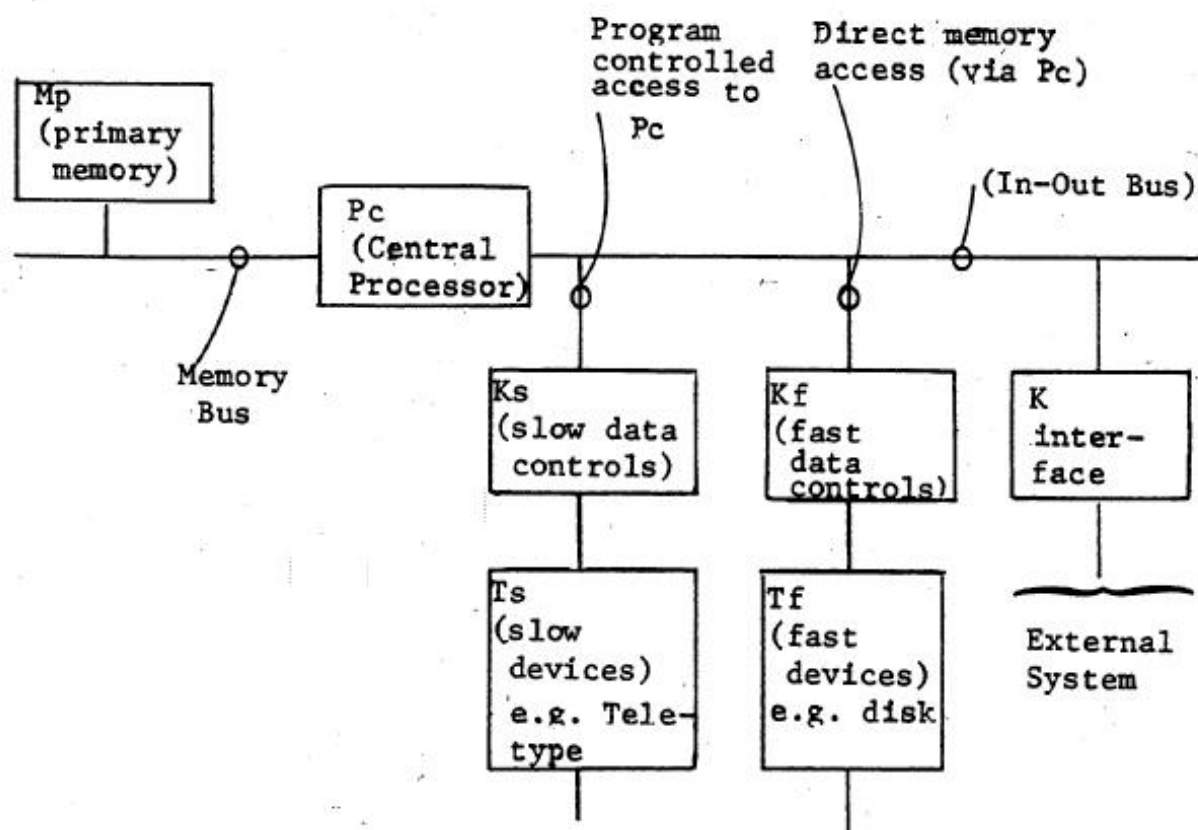 Program
controlled
access to
Pc
Direct memory
access (via Pc)
Mp
(primary
memory)
(In-Out Bus)
Pc
(Central
Processor)
Memory
Bus
Ks
(slow data
controls)
Kf
(fast
data
controls)
K
inter-
face
Ts
(slow
devices)
e.g. Tele-
type
Tf
(fast
devices)
e.g. disk
External
System